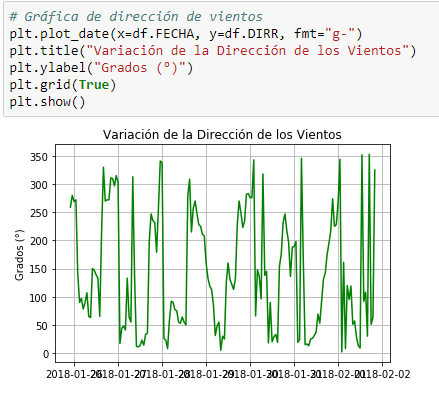 # Gráfica de dirección de vientos
plt.plot_date(x=df.FECHA, y=df.DIRR, fmt="g-")
plt.title("Variación de la Dirección de los Vientos")
plt.ylabel("Grados (º)")
plt.grid(True)
plt.show()
Variación de la Dirección de los Vientos
350
300
250
200
150
100
50
0
Grados (º)
2018-01-26 2018-01-27 2018-01-28 2018-01-29 2018-01-30 2018-01-31 2018-02-01 2018-02-02